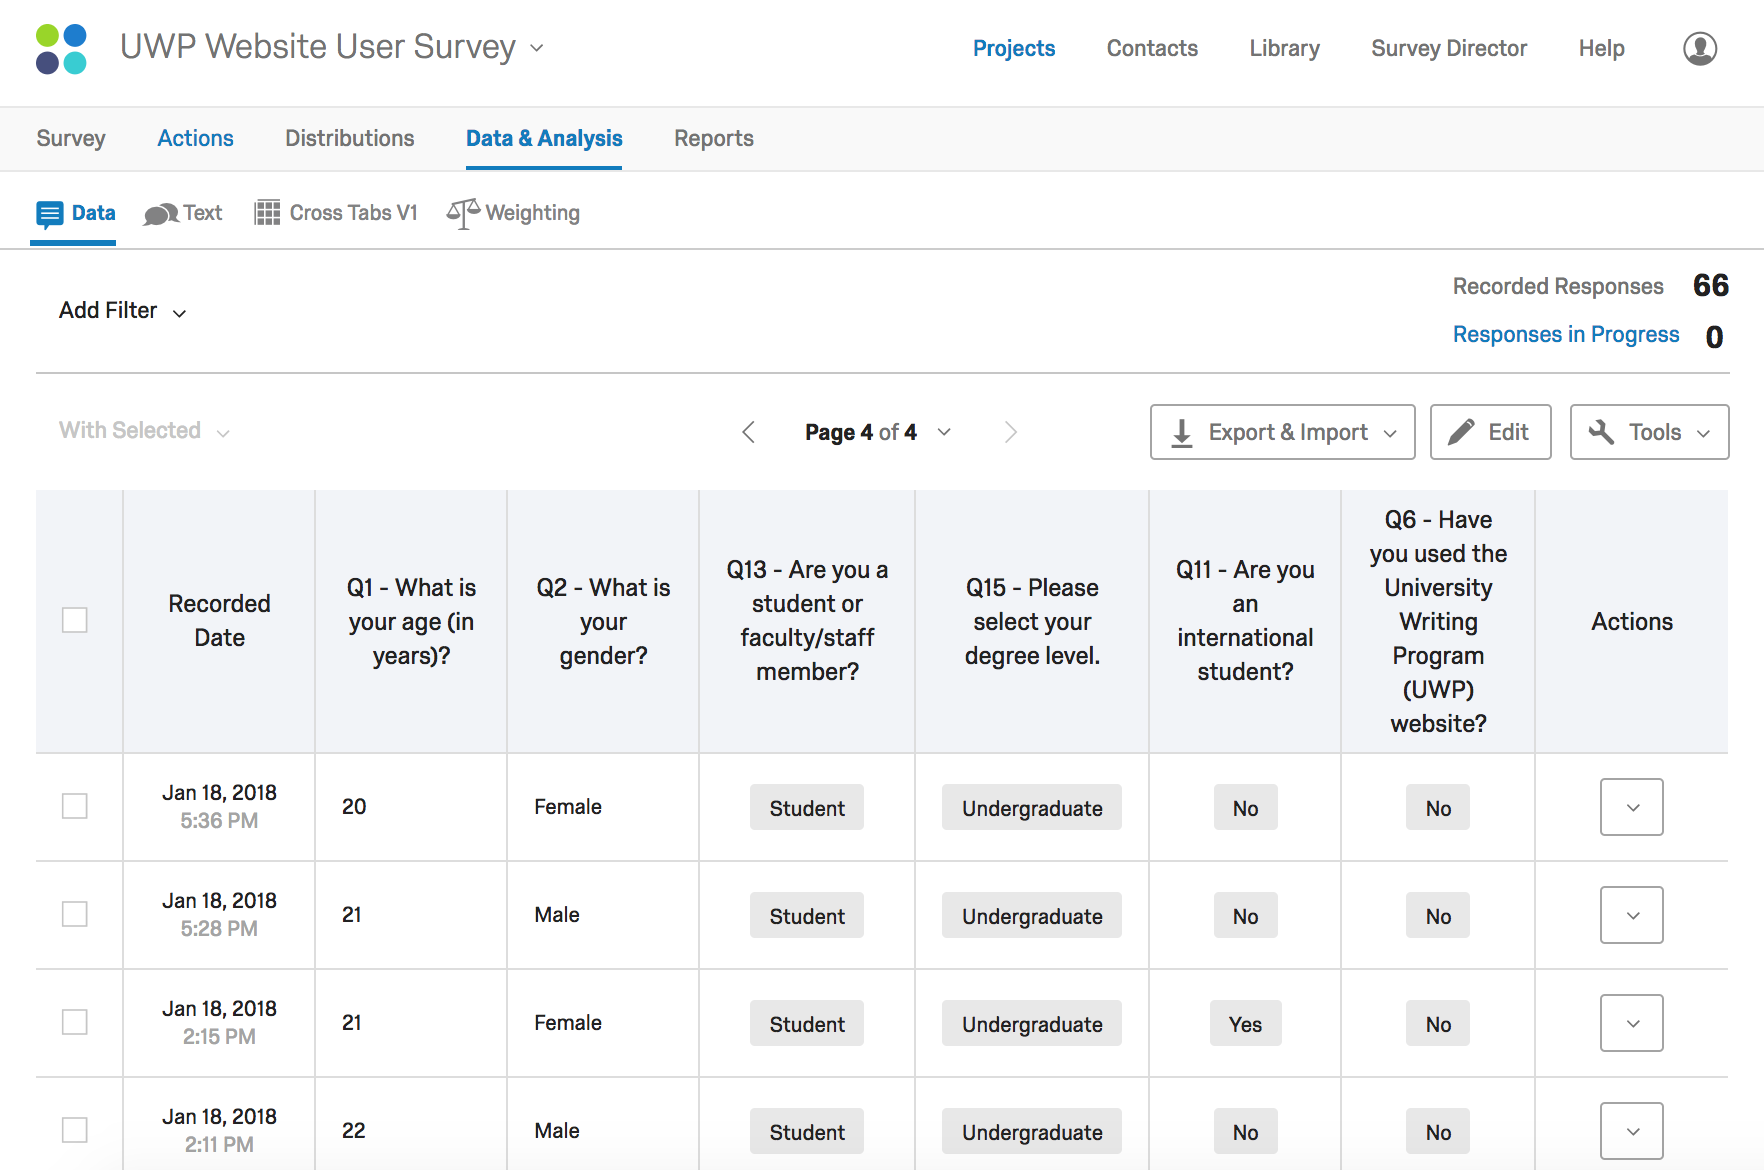 UWP Website User Survey
Projects Contacts Library Survey Director Help
Survey Actions Distributions Data & Analysis Reports
Data Text Cross Tabs V1 Weighting
Recorded Responses 66
Add Filter
Responses in Progress 0
With Selected Page 4 of 4 Export & Import Edit Tools
Recorded
Date
Q1 - What is
your age (in
years)?
Q2 - What is
your
gender?
Q13 - Are you a
student or
faculty/staff
member?
Q15 - Please
select your
degree level.
Q11 - Are you
an
international
student?
Q6 - Have
you used the
University
Writing
Program
(UWP)
website?
Actions
Jan 18, 2018
5:36 PM
20 Female Student Undergraduate No No
Jan 18, 2018
5:28 PM
21 Male Student Undergraduate No No
Jan 18, 2018
2:15 PM
21 Female Student Undergraduate Yes No
Jan 18, 2018
2:11 PM
22 Male Student Undergraduate No No